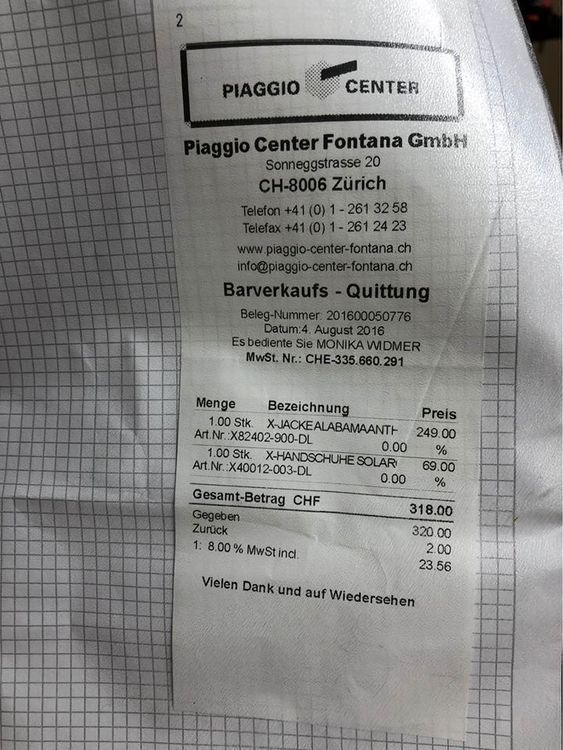 2
PIAGGIO CENTER
Piaggio Center Fontana GmbH
Sonneggstrasse 20
CH-8006 Zürich
Telefon +41 (0) 1 - 261 32 58
Telefax +41 (0) 1 - 261 24 23
www.piaggio-center-fontana.ch
info@piaggio-center-fontana.ch
Barverkaufs - Quittung
Beleg-Nummer: 201600050776
Datum:4. August 2016
Es bediente Sie MONIKA WIDMER
MwSt. Nr.: CHE-335.660.291
Menge Bezeichnung Preis
1.00 Stk. X-JACKEALABAMAANTH 249.00
Art.Nr.:X82402-900-DL 0.00 %
1.00 Stk. X-HANDSCHUHE SOLAR 69.00
Art.Nr.:X40012-003-DL 0.00 %
Gesamt-Betrag CHF 318.00
Gegeben 320.00
Zurück 2.00
1: 8.00 % MwSt incl. 23.56
Vielen Dank und auf Wiedersehen